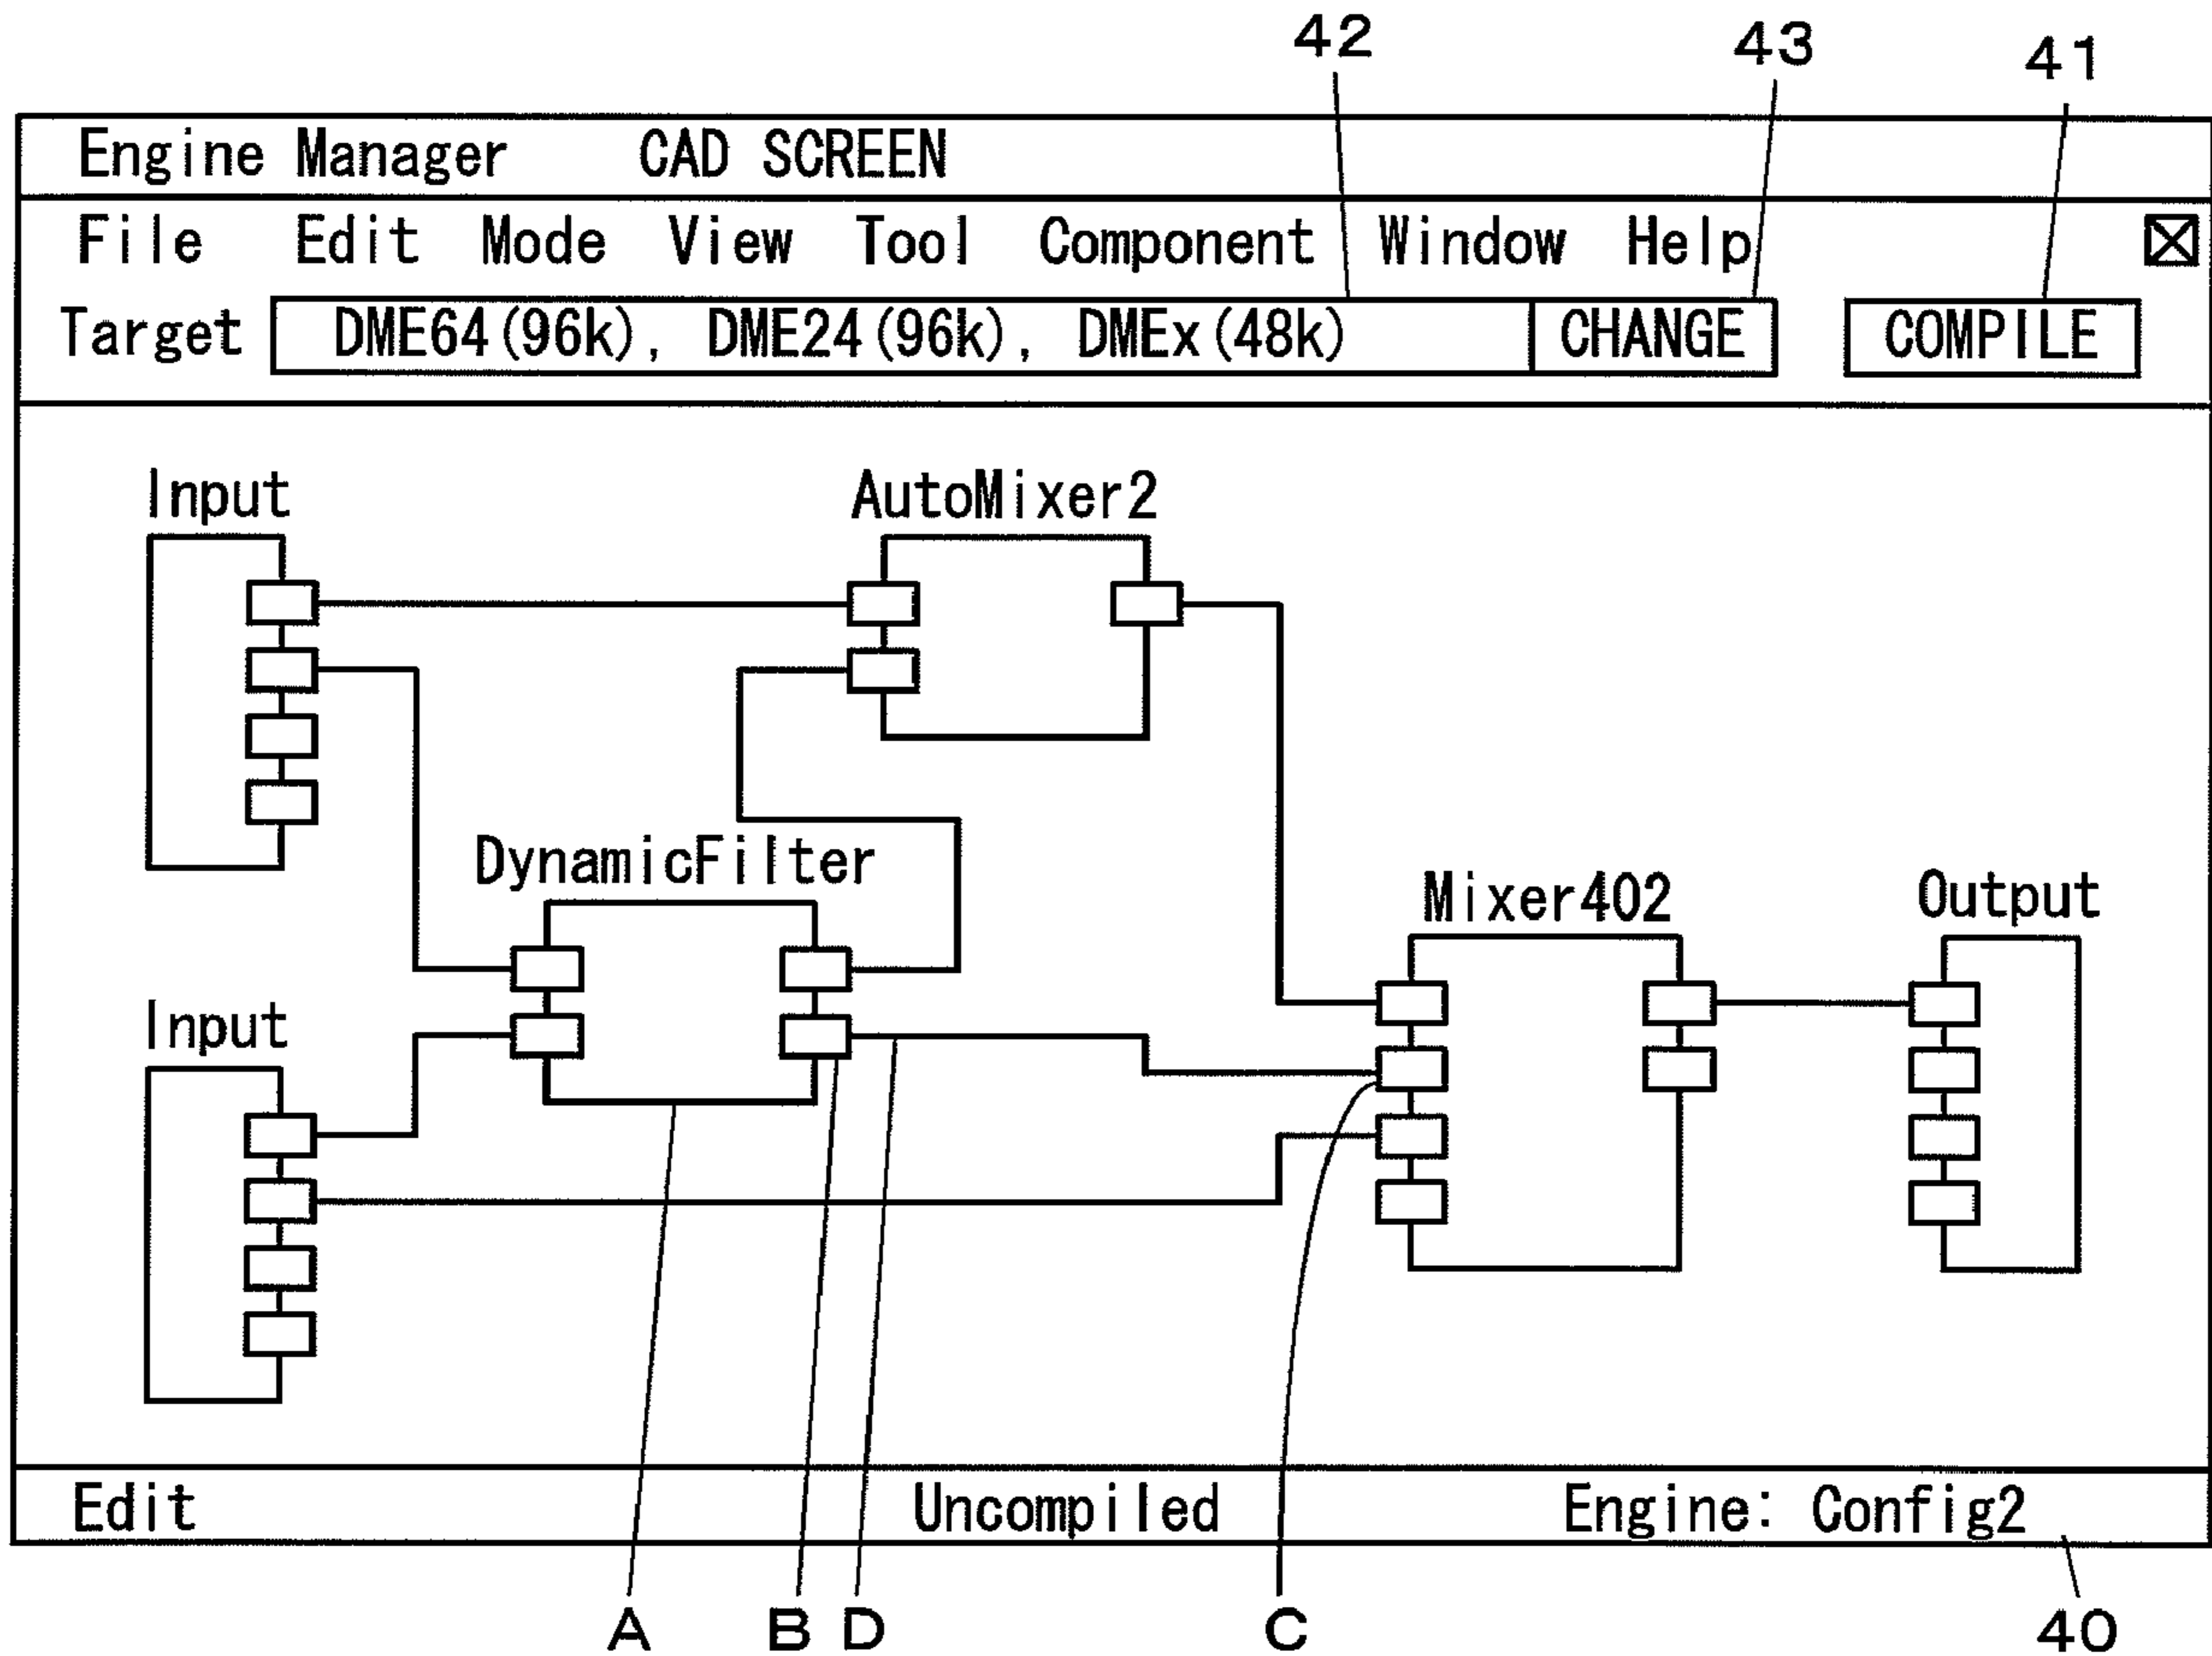 42 43 41
Engine Manager CAD SCREEN
File Edit Mode View Tool Component Window Help
Target DME64(96k), DME24(96k), DMEx(48k) CHANGE COMPILE
Input AutoMixer2
DynamicFilter
Mixer402 Output
Input
Edit Uncompiled Engine: Config2
A B D C 40